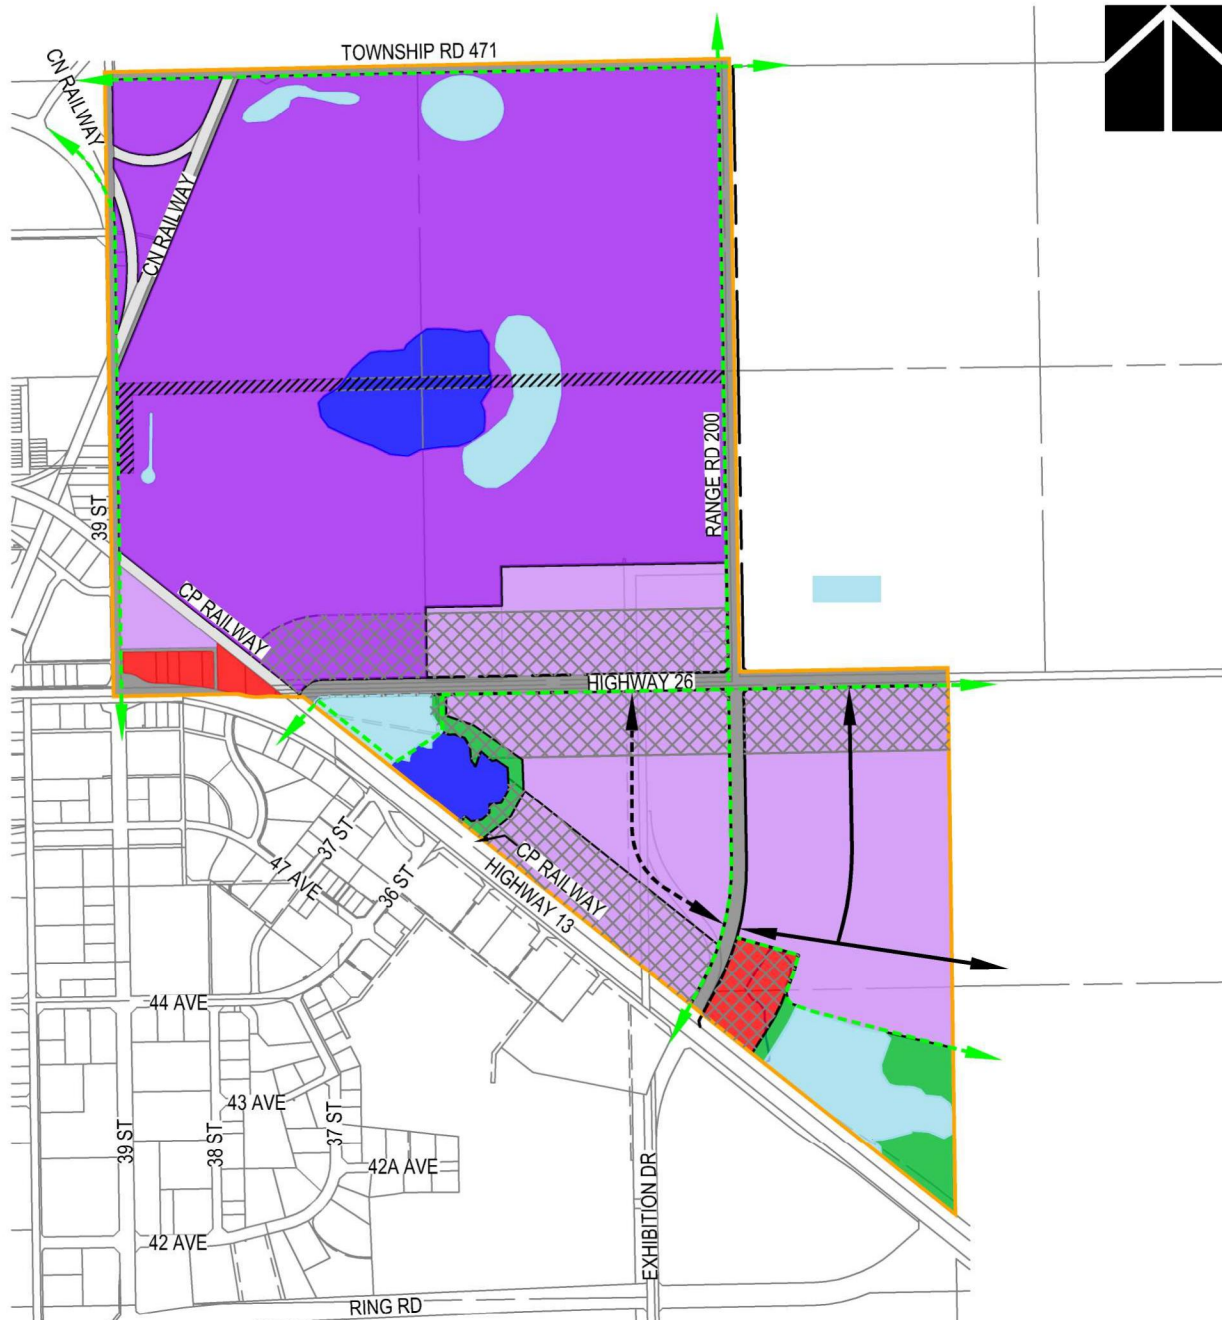 TOWNSHIP RD 471
CN RAILWAY
CN RAILWAY
RANGE RD 200
39 ST
CP RAILWAY
HIGHWAY 26
37 ST
47 AVE
36 ST
CP RAILWAY
HIGHWAY 13
44 AVE
43 AVE
39 ST
38 ST
37 ST
42A AVE
EXHIBITION DR
42 AVE
RING RD